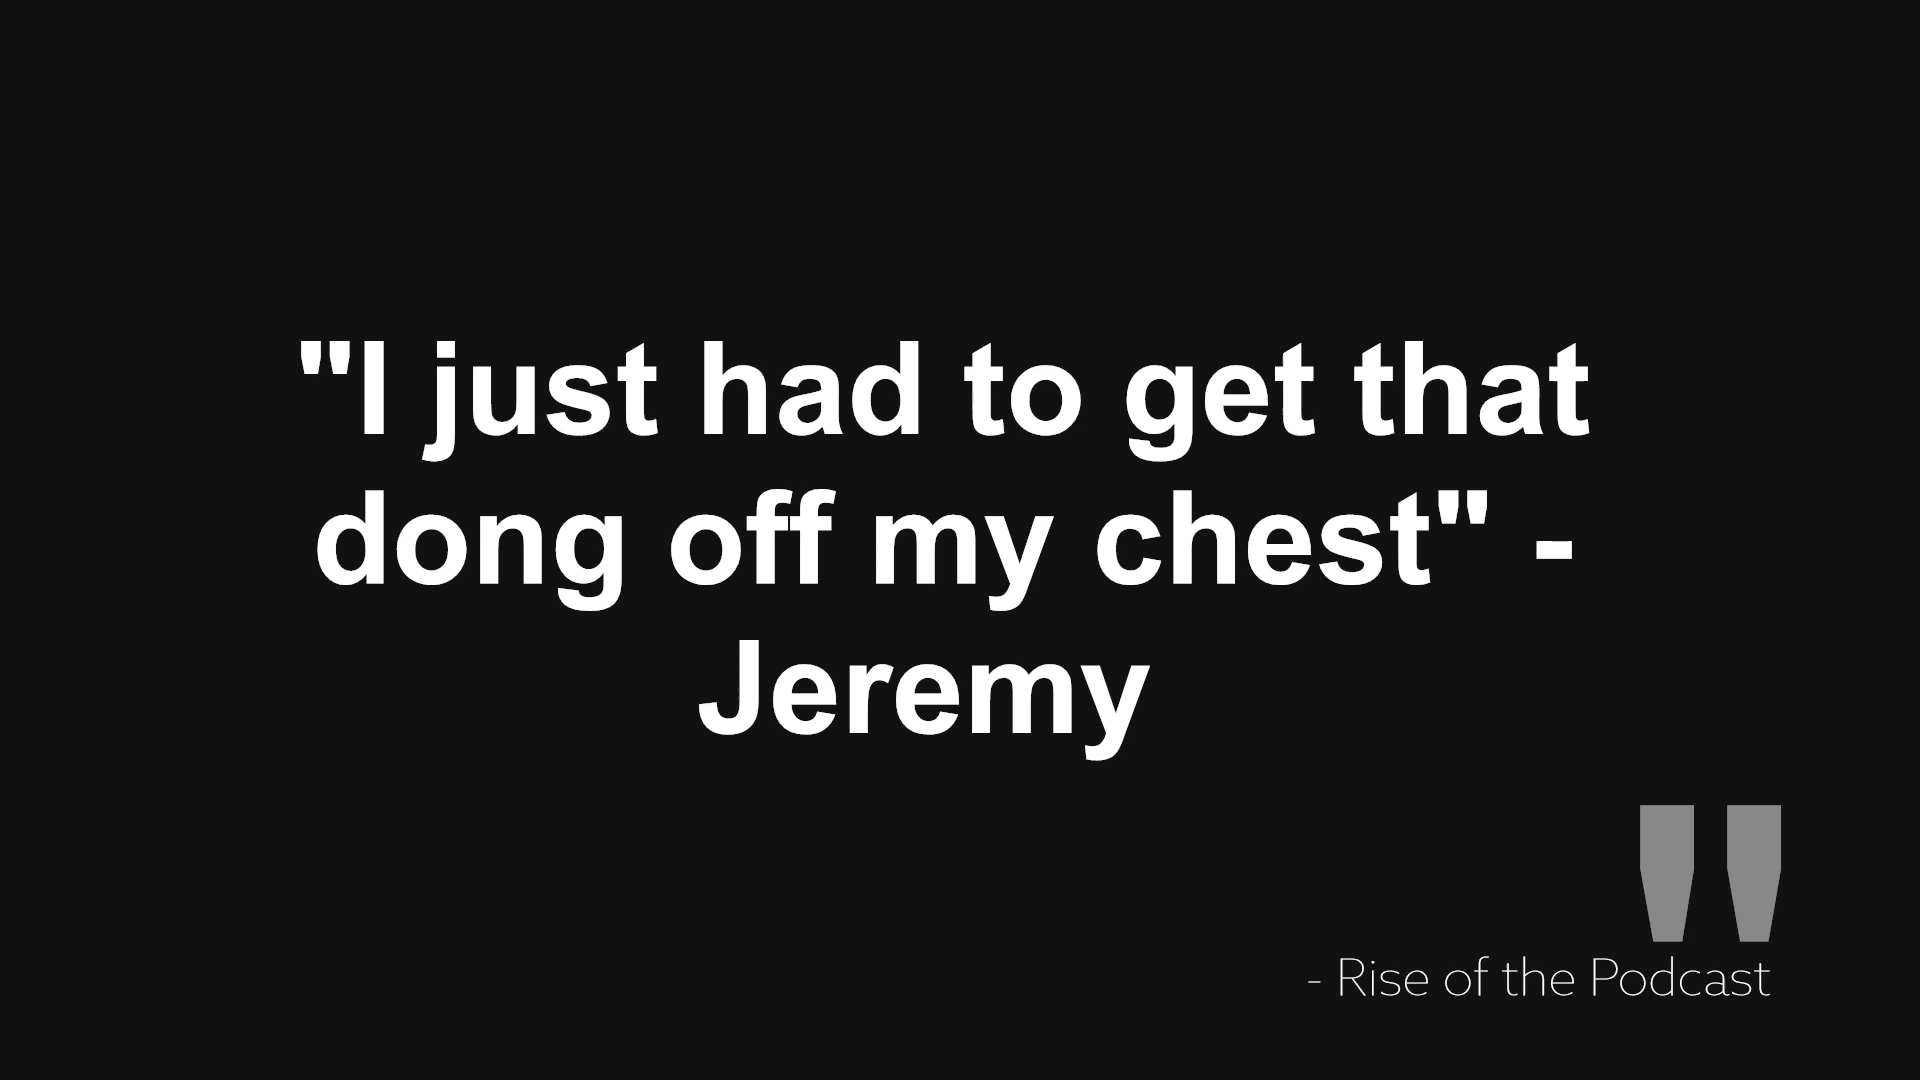 "I just had to get that
dong off my chest" -
Jeremy
"
- Rise of the Podcast